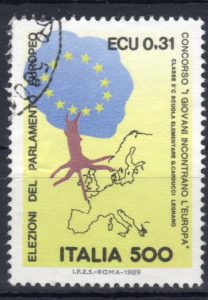 ELEZIONI DEL PARLAMENTO EUROPEO
ECU 0.31
CONCORSO "I GIOVANI INCONTRANO L'EUROPA"
CLASSE 5ª C SCUOLA ELEMENTARE G. CARDUCCI LEGNANO
ITALIA 500
I.P.Z.S.-ROMA-1989